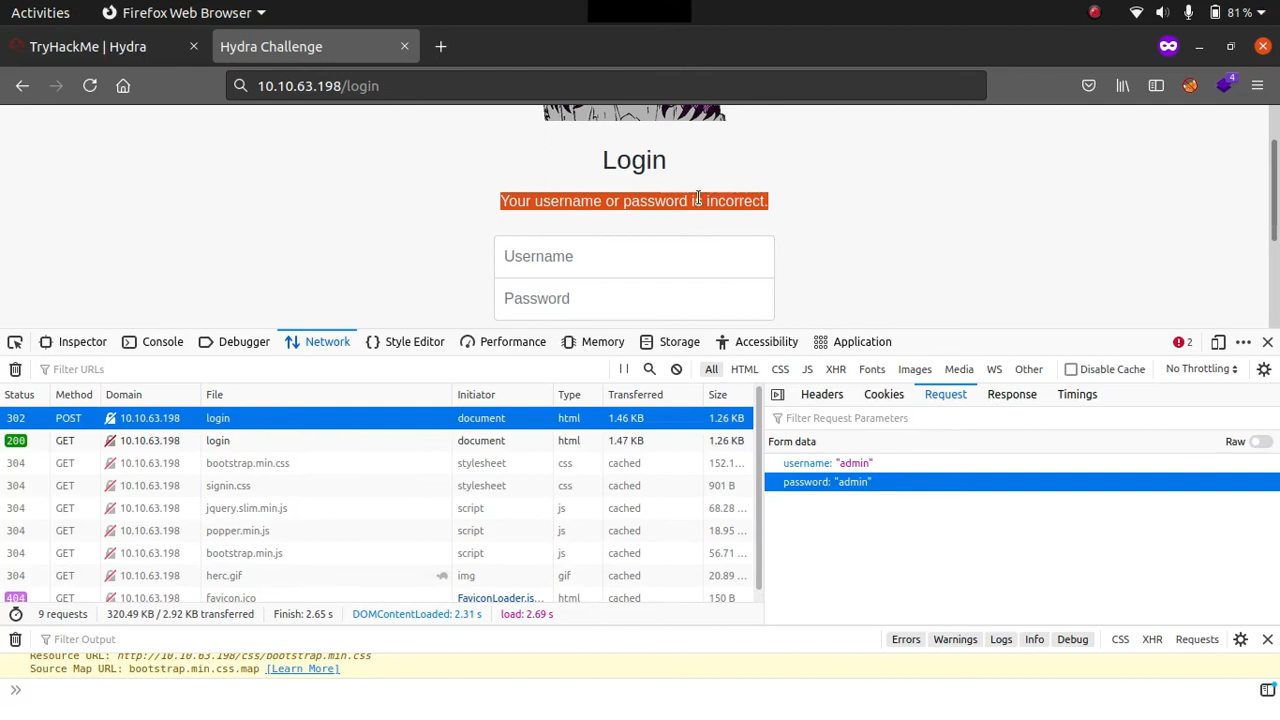 Activities Firefox Web Browser 81 %
TryHackMe | Hydra Hydra Challenge
10.10.63.198/login 4
Login
Your username or password is incorrect.
Username
Password
Inspector Console Debugger Network Style Editor Performance Memory Storage Accessibility Application 2
Filter URLs All HTML CSS JS XHR Fonts Images Media WS Other Disable Cache No Throttling
Status Method Domain File Initiator Type Transferred Size Headers Cookies Request Response Timings
302 POST 10.10.63.198 login document html 1.46 KB 1.26 KB Filter Request Parameters
200 GET 10.10.63.198 login document html 1.47 KB 1.26 KB Form data Raw
304 GET 10.10.63.198 bootstrap.min.css stylesheet css cached 152.1… username: "admin"
304 GET 10.10.63.198 signin.css stylesheet css cached 901 B password: "admin"
304 GET 10.10.63.198 jquery.slim.min.js script js cached 68.28 …
304 GET 10.10.63.198 popper.min.js script js cached 18.95 …
304 GET 10.10.63.198 bootstrap.min.js script js cached 56.71 …
304 GET 10.10.63.198 herc.gif img gif cached 20.89 …
404 GET 10.10.63.198 favicon.ico FaviconLoader.js… html cached 150 B
9 requests 320.49 KB / 2.92 KB transferred Finish: 2.65 s DOMContentLoaded: 2.31 s load: 2.69 s
Filter Output Errors Warnings Logs Info Debug CSS XHR Requests
Resource URL: http://10.10.63.198/css/bootstrap.min.css
Source Map URL: bootstrap.min.css.map [Learn More]